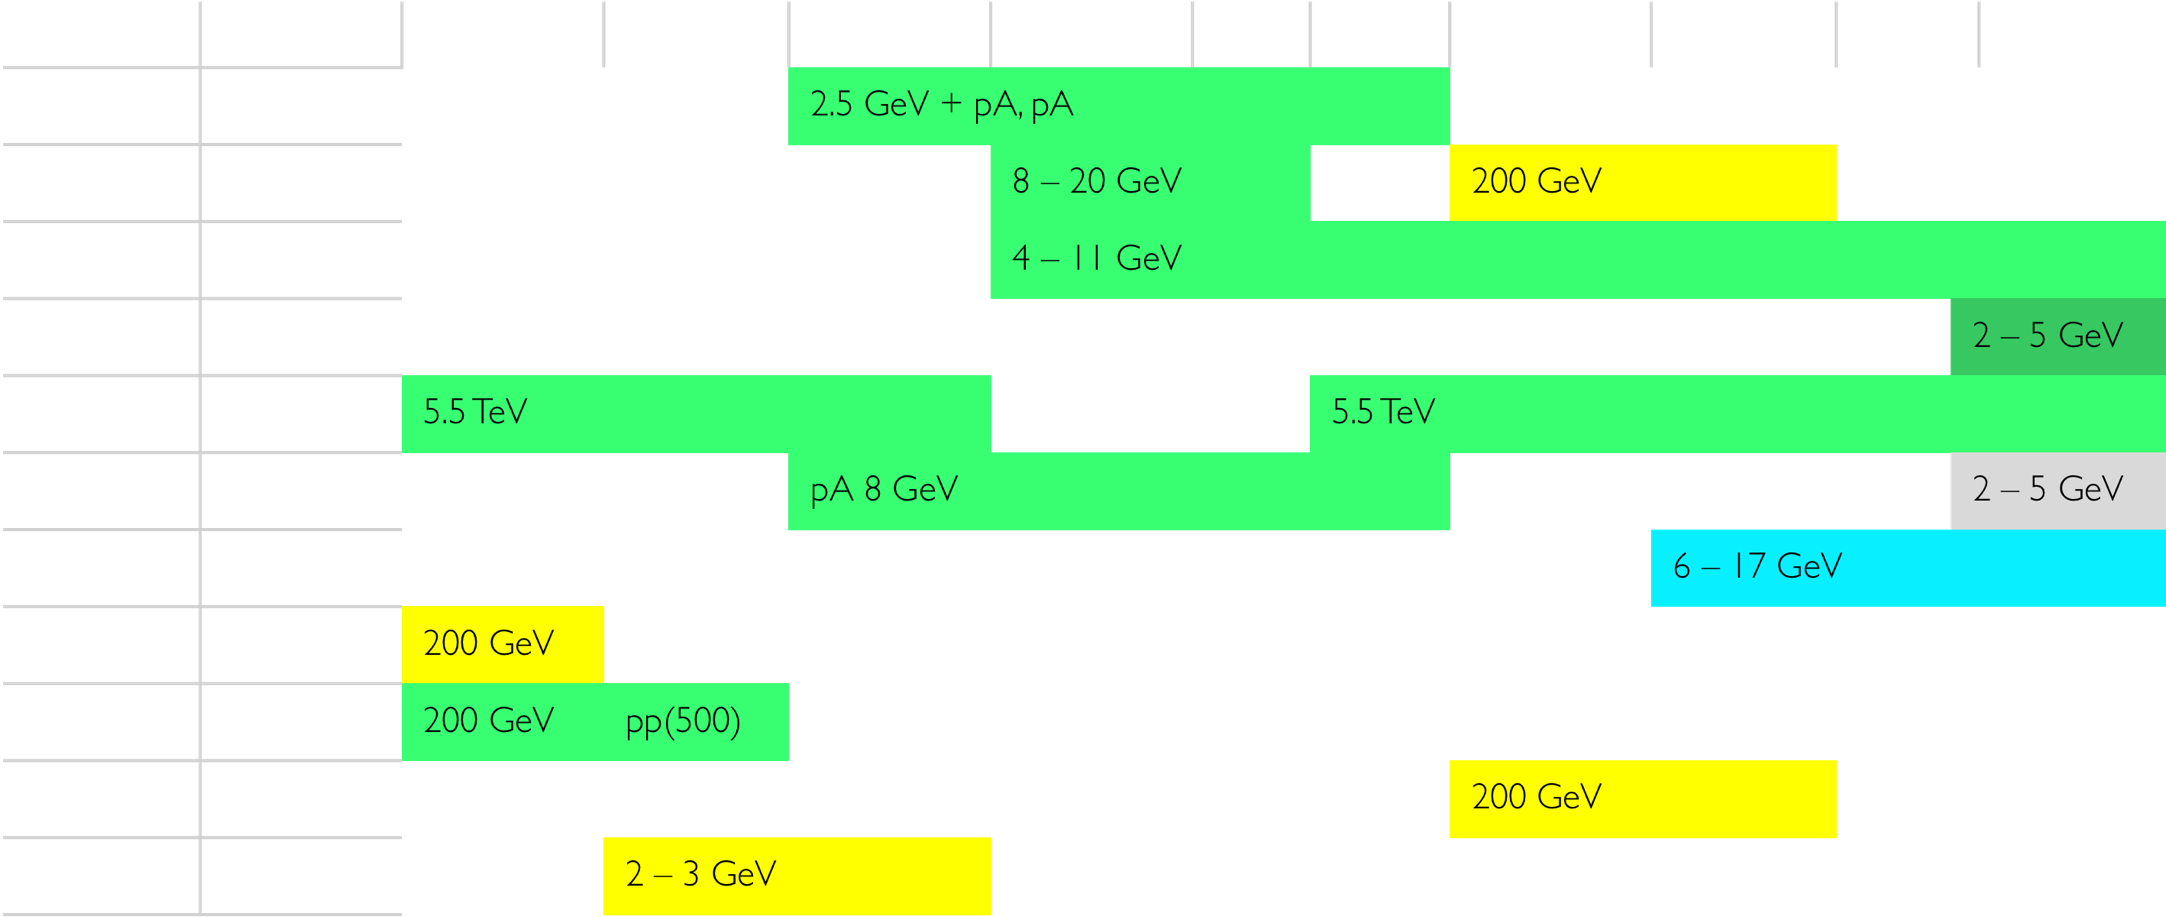 2.5 GeV + pA, pA
8 – 20 GeV
200 GeV
4 – 11 GeV
2 – 5 GeV
5.5 TeV
5.5 TeV
pA 8 GeV
2 – 5 GeV
6 – 17 GeV
200 GeV
200 GeV pp(500)
200 GeV
2 – 3 GeV